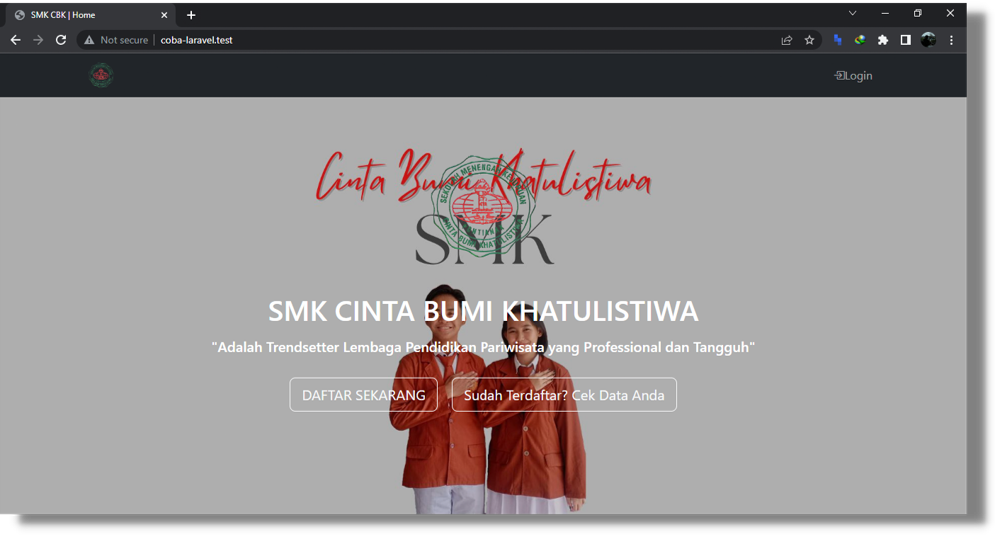 SMK CBK | Home
Not secure | coba-laravel.test
Login
Cinta Bumi Khatulistiwa
SEKOLAH MENENGAH KEJURUAN
CINTA BUMI KHATULISTIWA
SMK
SMK CINTA BUMI KHATULISTIWA
"Adalah Trendsetter Lembaga Pendidikan Pariwisata yang Professional dan Tangguh"
DAFTAR SEKARANG
Sudah Terdaftar? Cek Data Anda